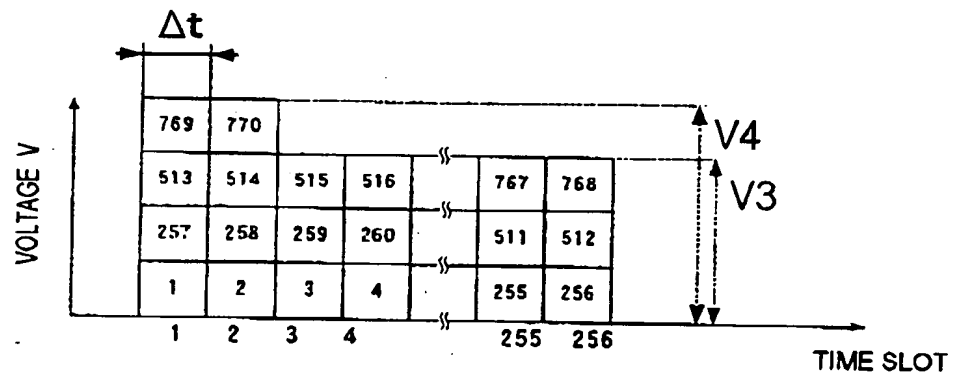 Δt
769 770
V4
513 514 515 516 767 768
V3
257 258 259 260 511 512
1 2 3 4 255 256
1 2 3 4 255 256
VOLTAGE V
TIME SLOT